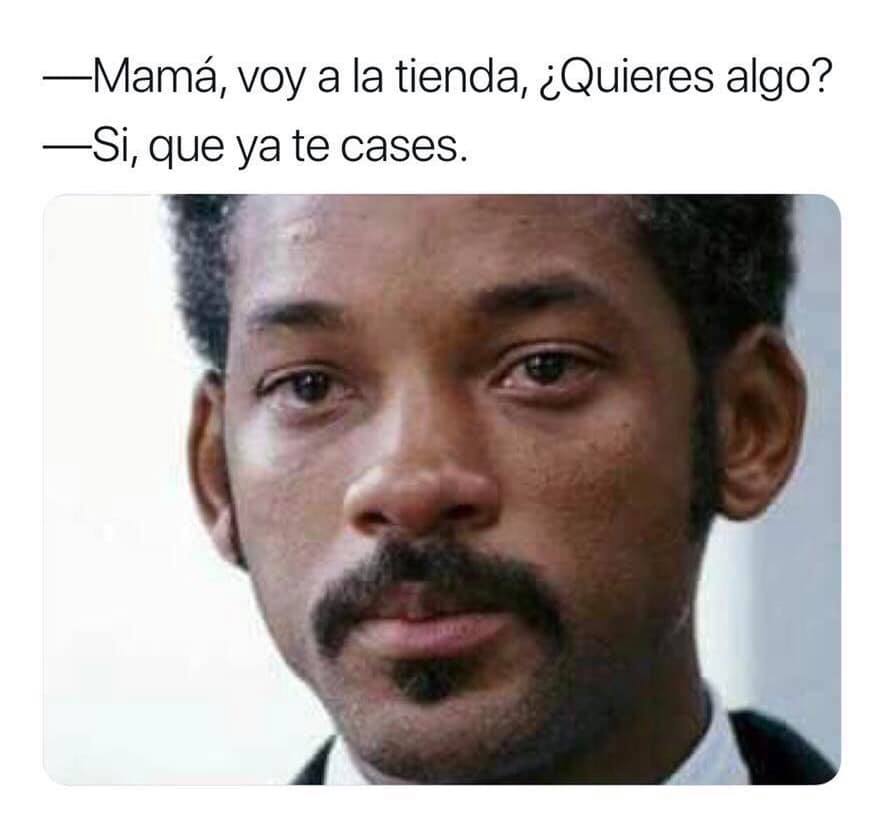 —Mamá, voy a la tienda, ¿Quieres algo?
—Si, que ya te cases.